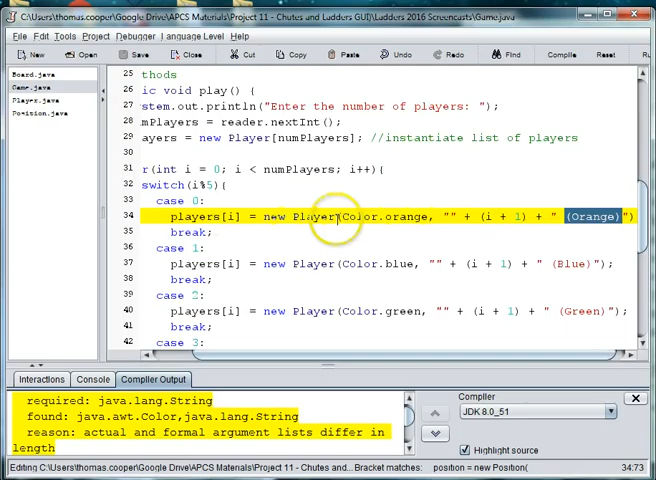 C:\Users\thomas.cooper\Google Drive\APCS Materials\Project 11 - Chutes and Ladders GUI\Ladders 2016 Screencasts\Game.java
File Edit Tools Project Debugger Language Level Help
New Open Save Close Cut Copy Paste Undo Redo Find Compile Reset Ru
Board.java
Game.java
Player.java
Position.java
25 thods
26 ic void play() {
27 stem.out.println("Enter the number of players: ");
28 mPlayers = reader.nextInt();
29 ayers = new Player[numPlayers]; //instantiate list of players
30
31 r(int i = 0; i < numPlayers; i++){
32 switch(i%5){
33 case 0:
34 players[i] = new Player(Color.orange, "" + (i + 1) + " (Orange)")
35 break;
36 case 1:
37 players[i] = new Player(Color.blue, "" + (i + 1) + " (Blue)");
38 break;
39 case 2:
40 players[i] = new Player(Color.green, "" + (i + 1) + " (Green)");
41 break;
42 case 3:
Interactions Console Compiler Output
required: java.lang.String
found: java.awt.Color,java.lang.String
reason: actual and formal argument lists differ in
length
Compiler
JDK 8.0_51
Highlight source
Editing C:\Users\thomas.cooper\Google Drive\APCS Materials\Project 11 - Chutes and... Bracket matches: position = new Position( 34:73